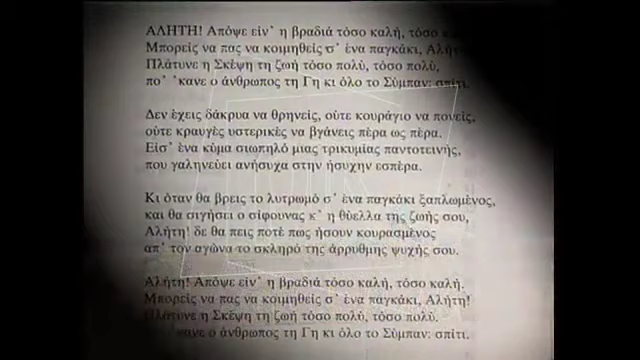 ΑΛΗΤΗ! Απόψε είν' η βραδιά τόσο καλή, τόσο
Μπορείς να πας να κοιμηθείς σ' ένα παγκάκι, Αλήτη
Πλάτυνε η Σκέψη τη ζωή τόσο πολύ, τόσο πολύ,
πο' 'κανε ο άνθρωπος τη Γη κι όλο το Σύμπαν: σπίτι.
Δεν έχεις δάκρυα να θρηνείς, ούτε κουράγιο να πονείς,
ούτε κραυγές υστερικές να βγάνεις πέρα ως πέρα.
Είσ' ένα κύμα σιωπηλό μιας τρικυμίας παντοτεινής,
που γαληνεύει ανήσυχα στην ήσυχην εσπέρα.
Κι όταν θα βρεις το λυτρωμό σ' ένα παγκάκι ξαπλωμένος,
και θα σιγήσει ο σίφουνας κ' η θύελλα της ζωής σου,
Αλήτη! δε θα πεις ποτέ πως ήσουν κουρασμένος
απ' τον αγώνα το σκληρό της άρρυθμης ψυχής σου.
Αλήτη! Απόψε είν' η βραδιά τόσο καλή, τόσο καλή.
Μπορείς να πας να κοιμηθείς σ' ένα παγκάκι, Αλήτη!
Πλάτυνε η Σκέψη τη ζωή τόσο πολύ, τόσο πολύ.
'κανε ο άνθρωπος τη Γη κι όλο το Σύμπαν: σπίτι.